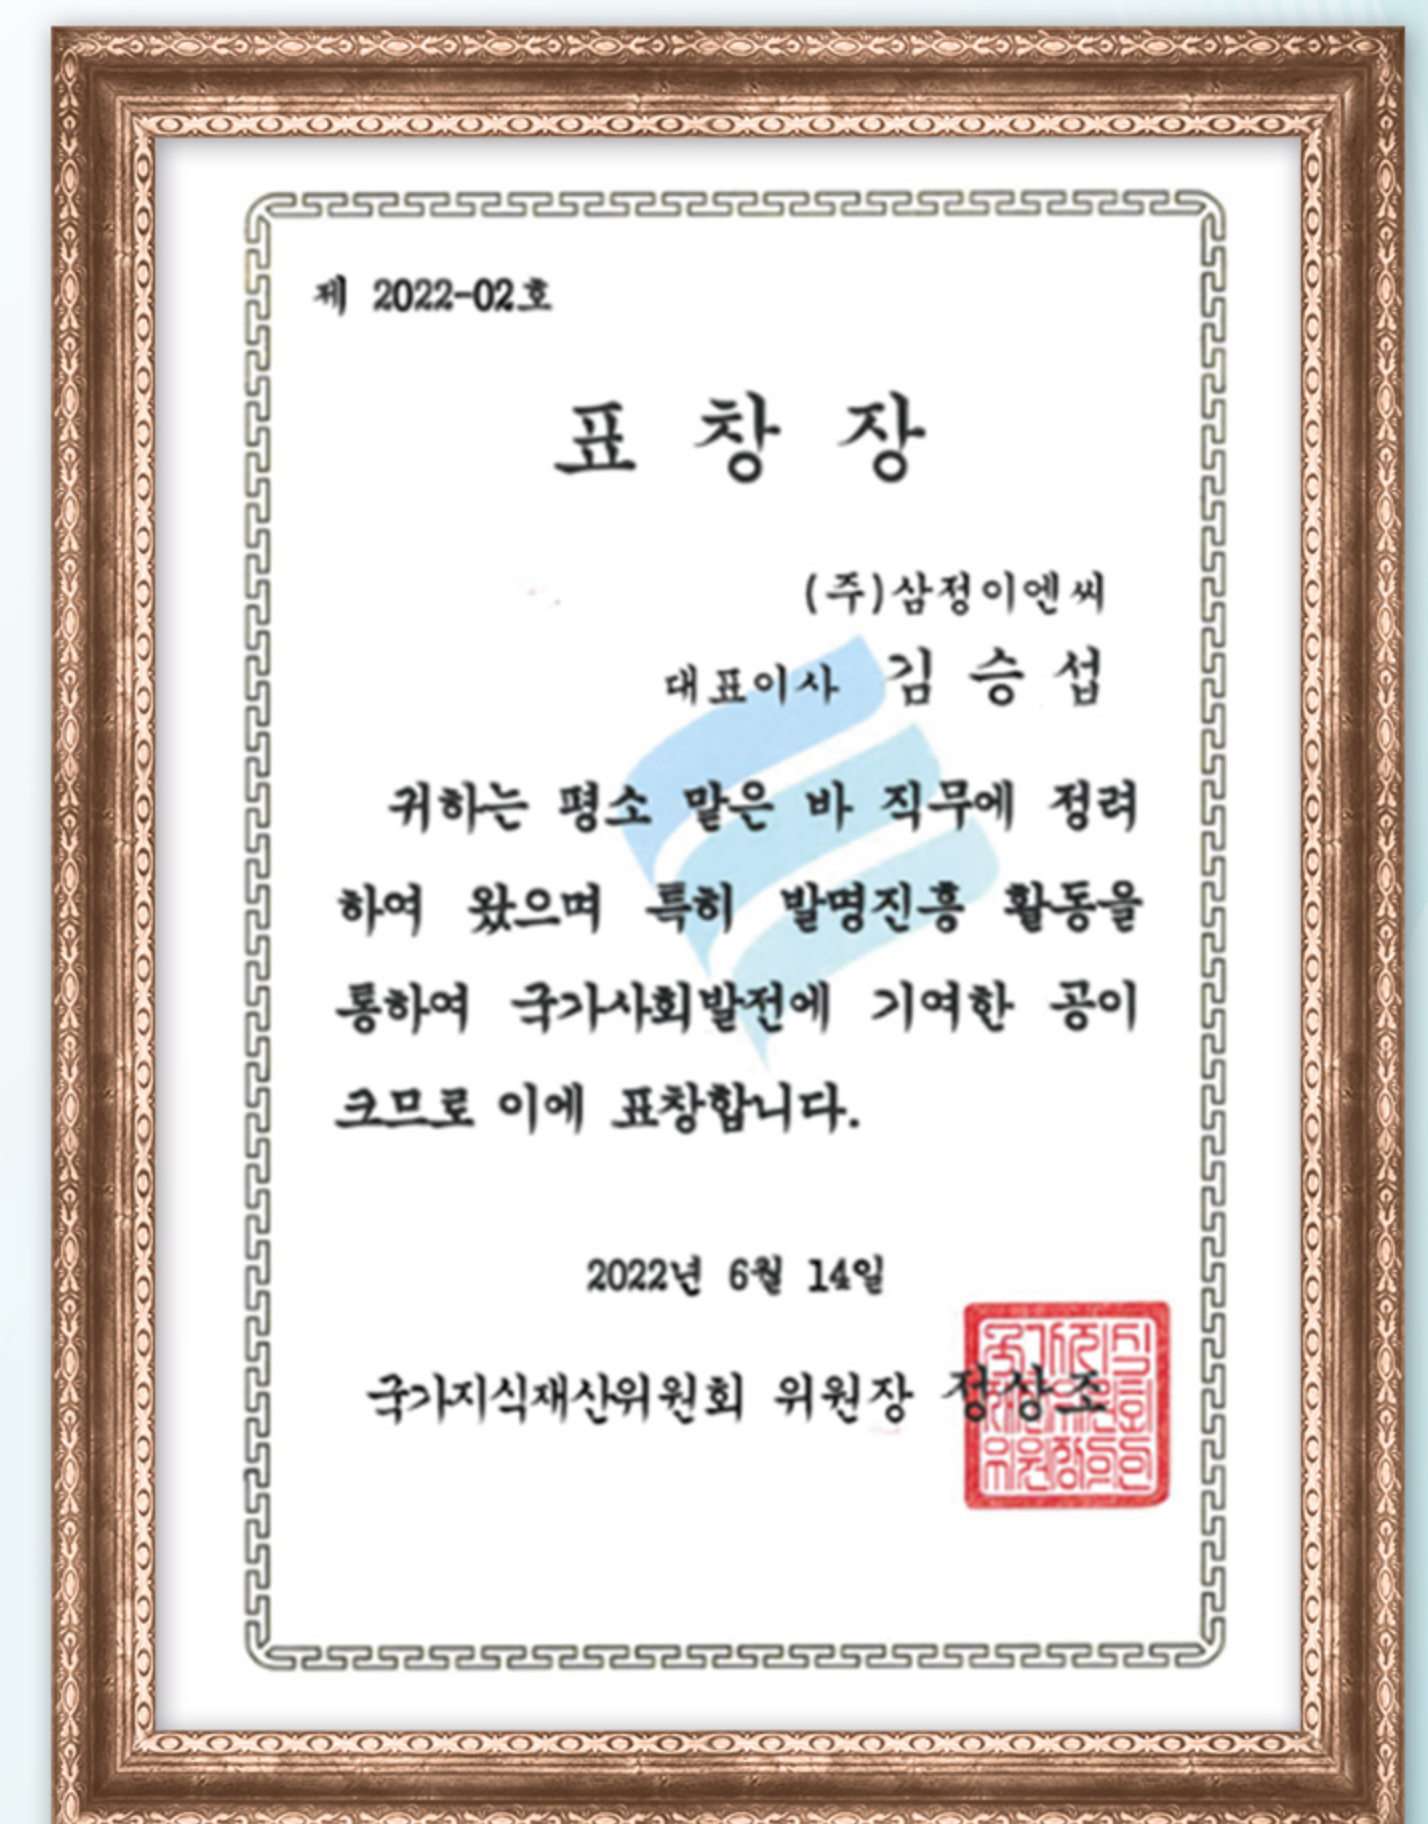 제 2022-02호
표 창 장
(주)삼정이엔씨
대표이사 김 승 섭
귀하는 평소 맡은 바 직무에 정려
하여 왔으며 특히 발명진흥 활동을
통하여 국가사회발전에 기여한 공이
크므로 이에 표창합니다.
2022년 6월 14일
국가지식재산위원회 위원장 정상조